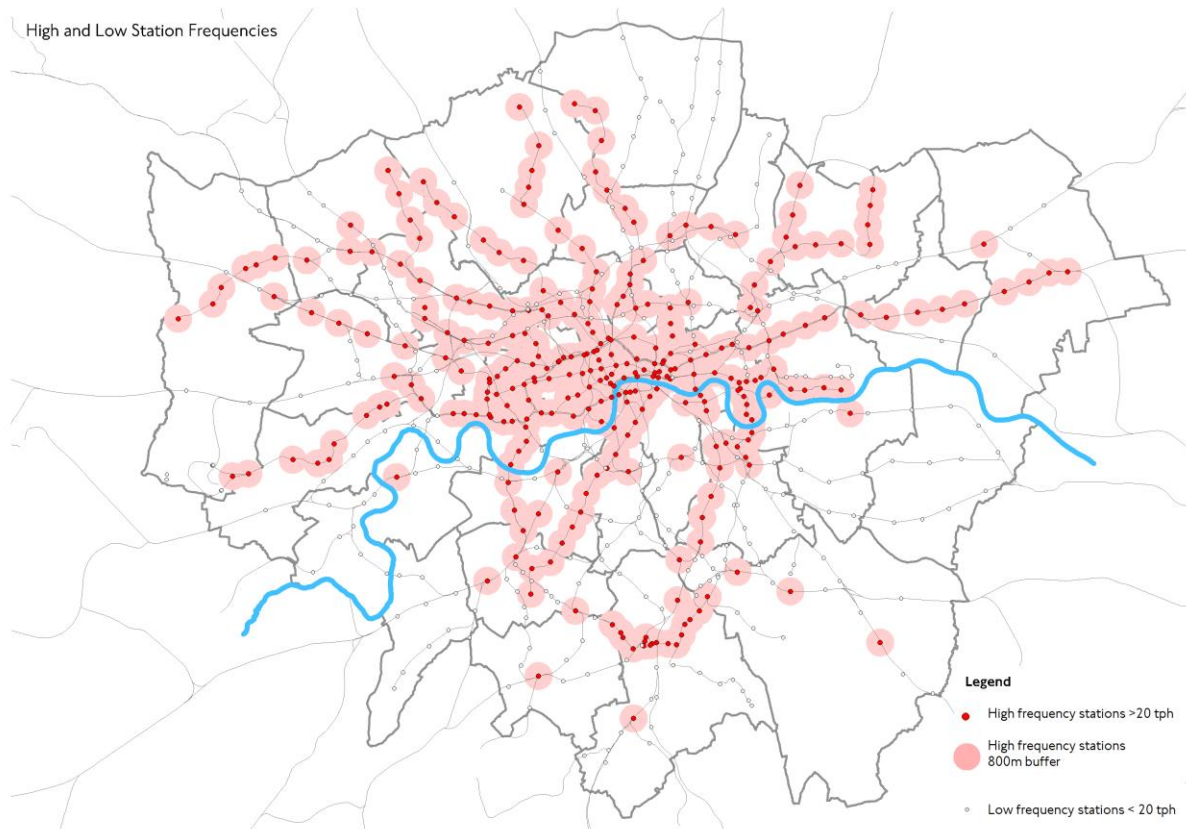 High and Low Station Frequencies
Legend
High frequency stations >20 tph
High frequency stations
800m buffer
Low frequency stations < 20 tph